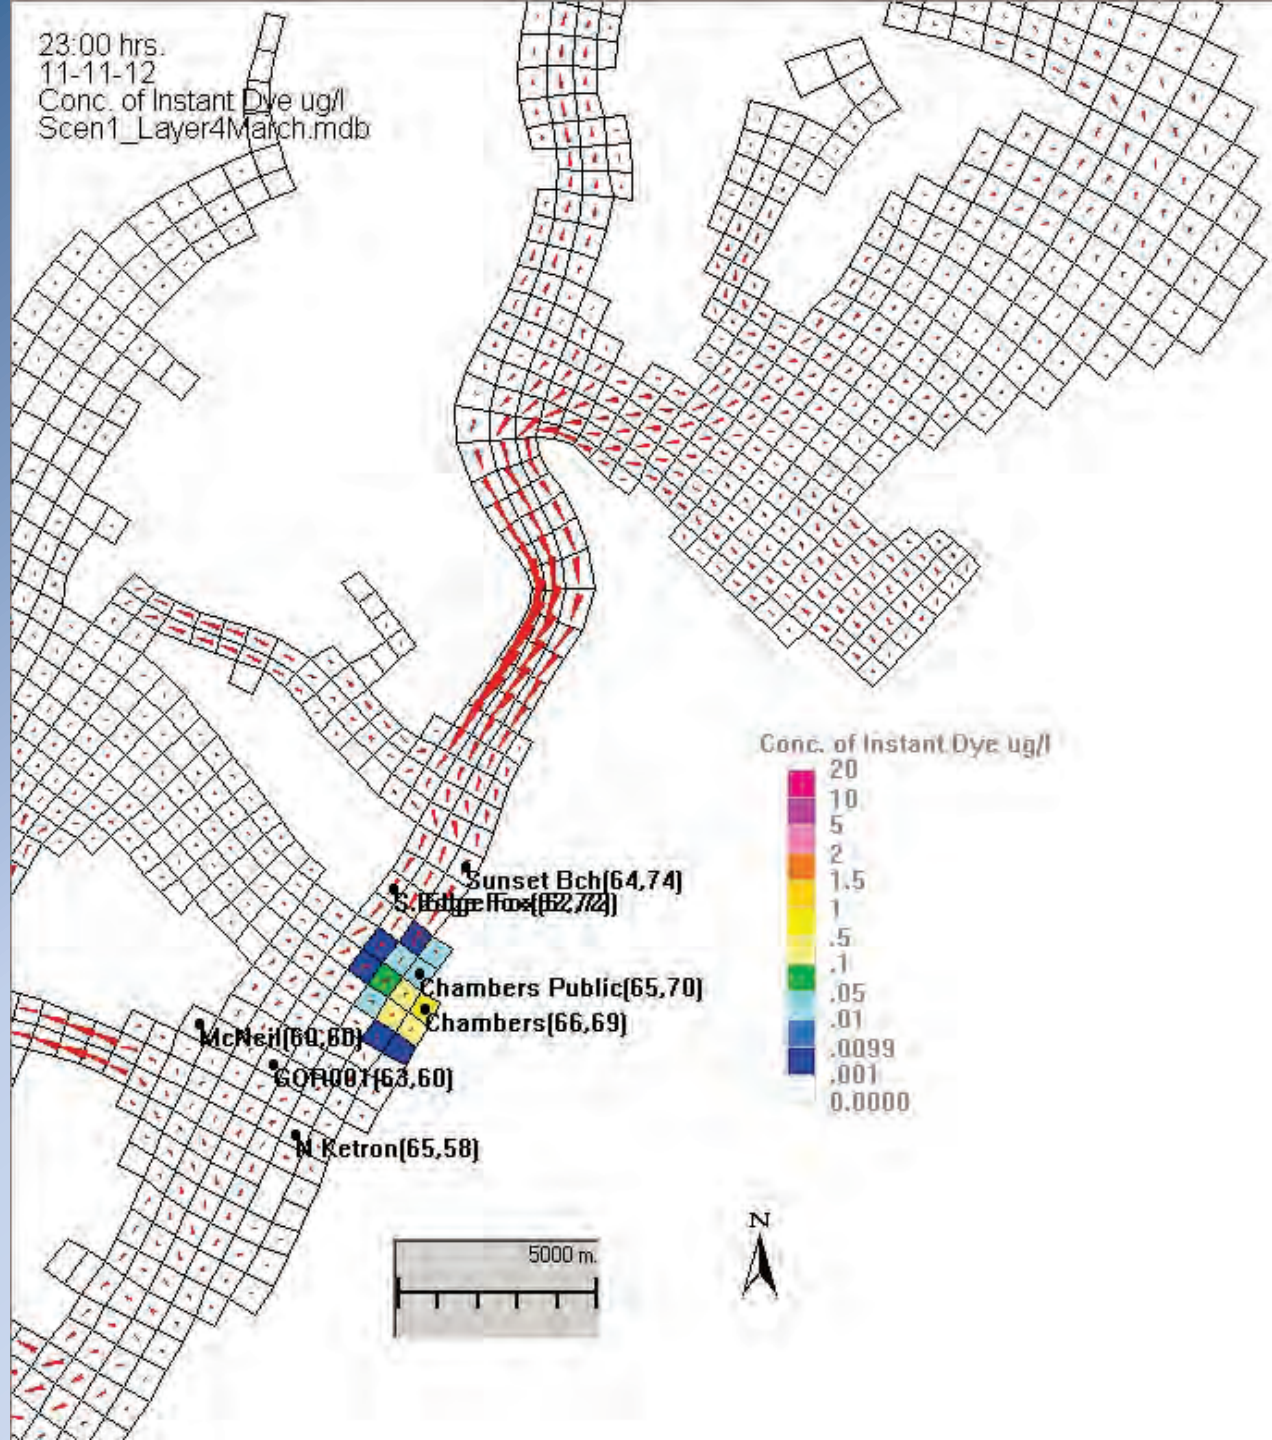 23:00 hrs.
11-11-12
Conc. of Instant Dye ug/l
Scen1_Layer4March.mdb
Sunset Bch(64,74)
Chambers Public(65,70)
Chambers(66,69)
McNeil(60,60)
GOR001(63,60)
N Ketron(65,58)
Conc. of Instant Dye ug/l
20
10
5
2
1.5
1
.5
.1
.05
.01
.0099
.001
0.0000
5000 m.
N